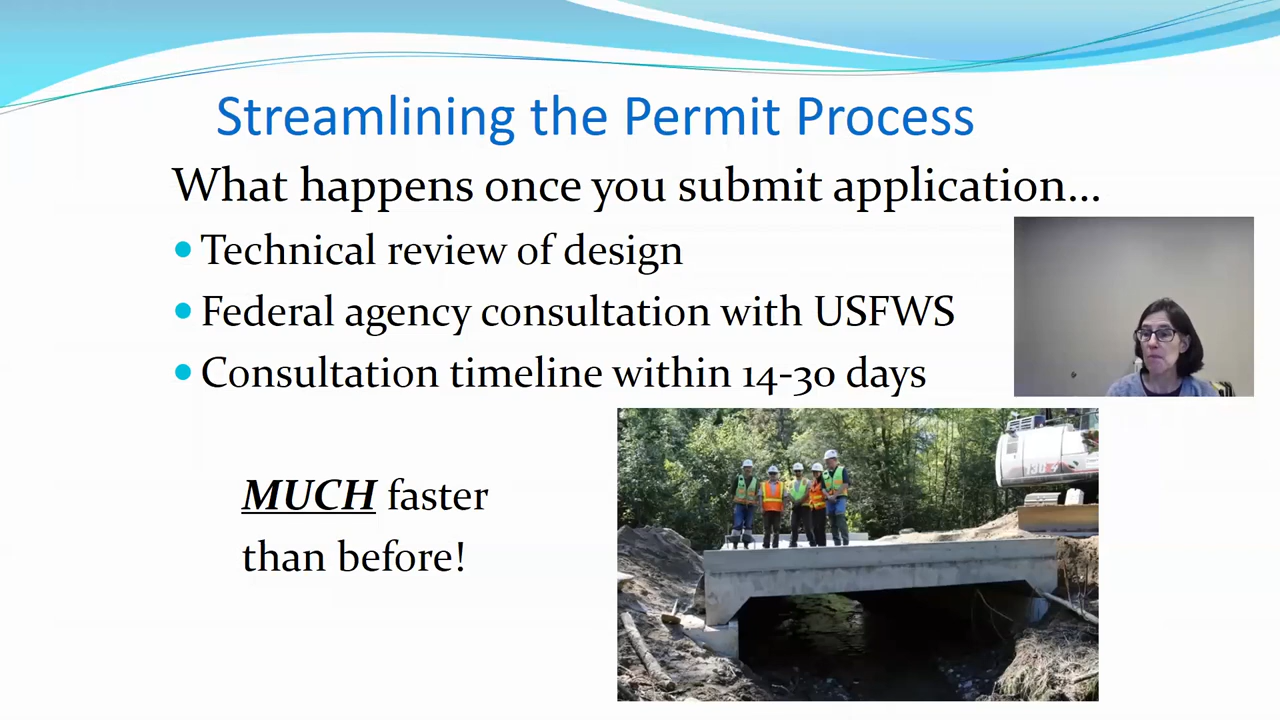 Streamlining the Permit Process
What happens once you submit application...
Technical review of design
Federal agency consultation with USFWS
Consultation timeline within 14-30 days
MUCH faster
than before!